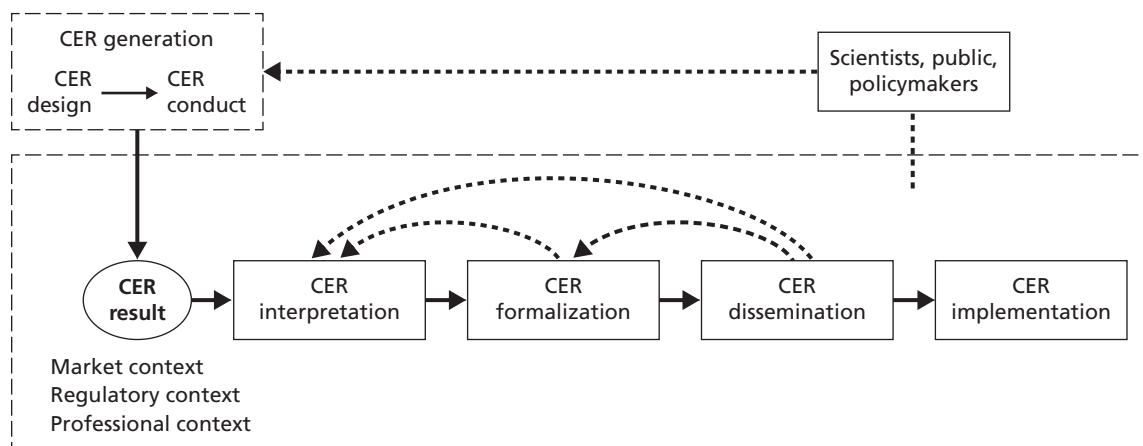 CER generation
CER
design
CER
conduct
Scientists, public,
policymakers
CER
result
CER
interpretation
CER
formalization
CER
dissemination
CER
implementation
Market context
Regulatory context
Professional context